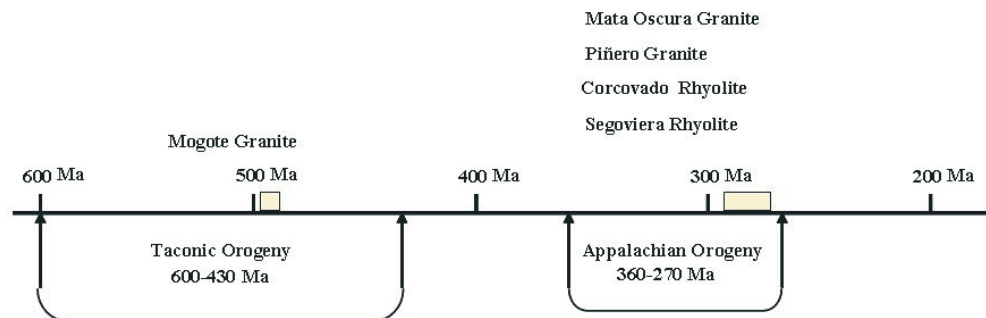 Mata Oscura Granite
Piñero Granite
Corcovado Rhyolite
Segoviera Rhyolite
Mogote Granite
600 Ma 500 Ma 400 Ma 300 Ma 200 Ma
Taconic Orogeny
600-430 Ma
Appalachian Orogeny
360-270 Ma